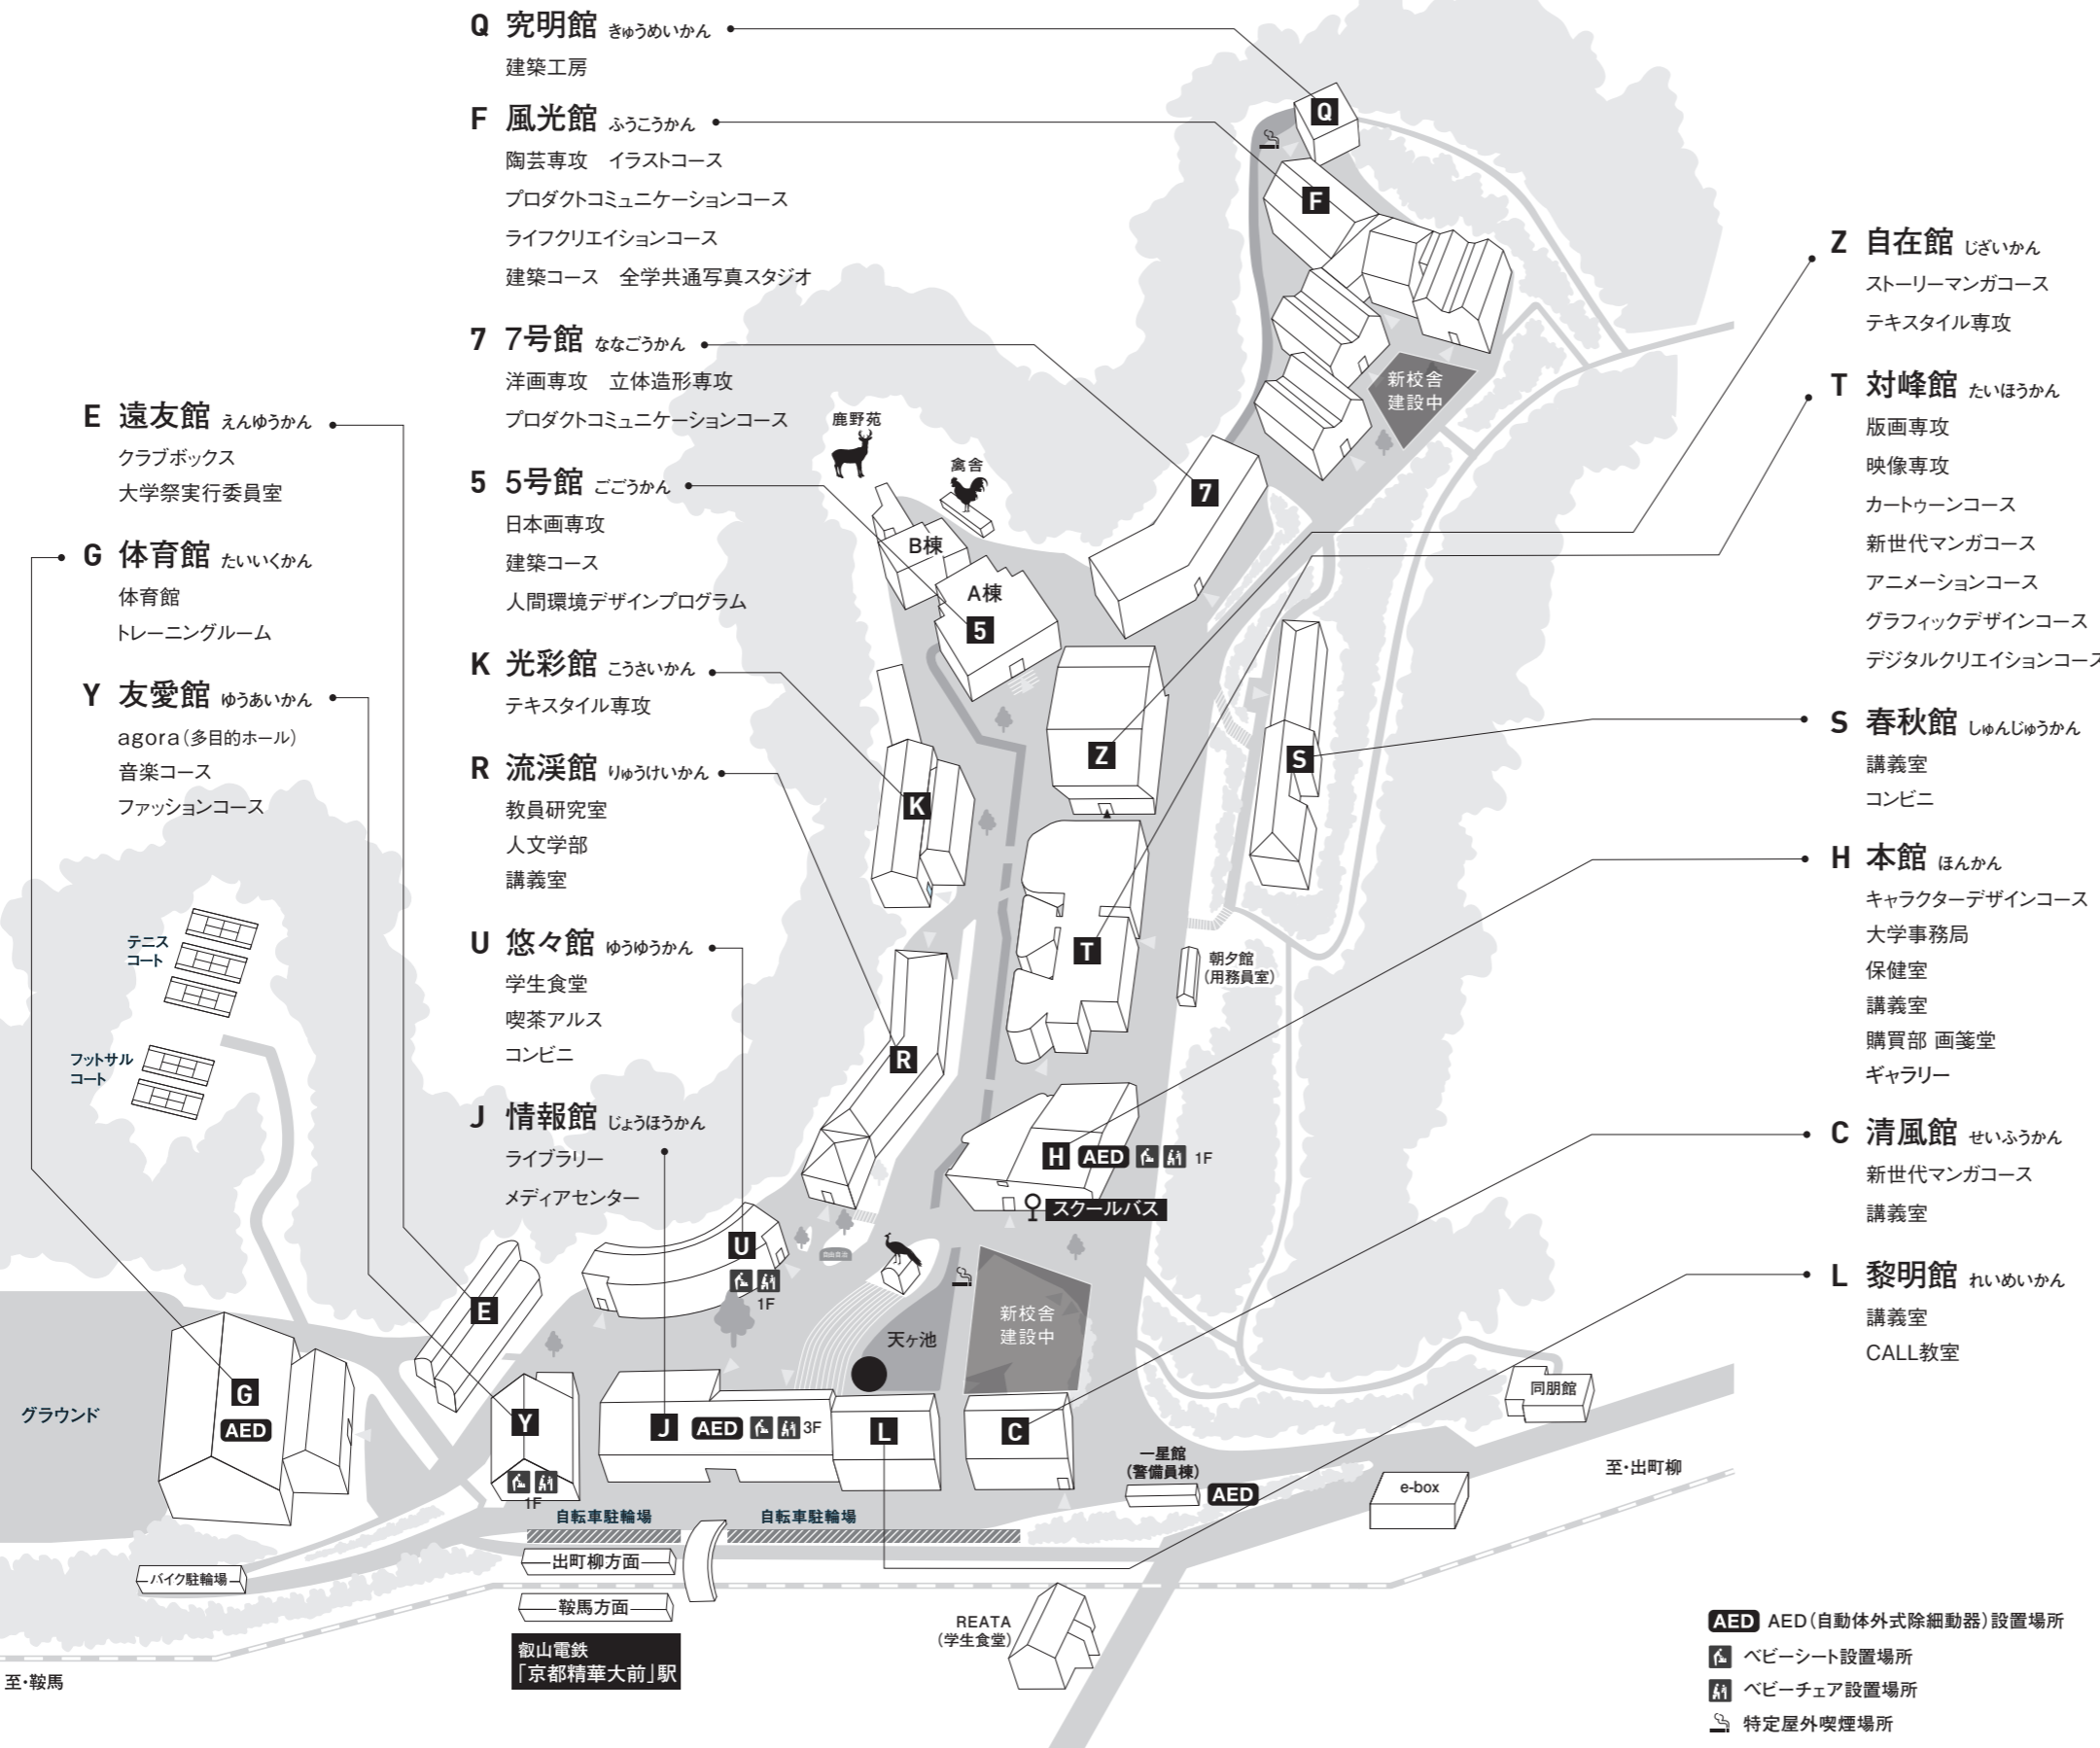 Q 究明館 きゅうめいかん
建築工房
F 風光館 ふうこうかん
陶芸専攻 イラストコース
プロダクトコミュニケーションコース
ライフクリエイションコース
建築コース 全学共通写真スタジオ
7 7号館 ななごうかん
洋画専攻 立体造形専攻
プロダクトコミュニケーションコース
5 5号館 ごごうかん
日本画専攻
建築コース
人間環境デザインプログラム
K 光彩館 こうさいかん
テキスタイル専攻
R 流渓館 りゅうけいかん
教員研究室
人文学部
講義室
U 悠々館 ゆうゆうかん
学生食堂
喫茶アルス
コンビニ
J 情報館 じょうほうかん
ライブラリー
メディアセンター
E 遠友館 えんゆうかん
クラブボックス
大学祭実行委員室
G 体育館 たいいくかん
体育館
トレーニングルーム
Y 友愛館 ゆうあいかん
agora(多目的ホール)
音楽コース
ファッションコース
Z 自在館 じざいかん
ストーリーマンガコース
テキスタイル専攻
T 対峰館 たいほうかん
版画専攻
映像専攻
カートゥーンコース
新世代マンガコース
アニメーションコース
グラフィックデザインコース
デジタルクリエイションコース
S 春秋館 しゅんじゅうかん
講義室
コンビニ
H 本館 ほんかん
キャラクターデザインコース
大学事務局
保健室
講義室
購買部 画箋堂
ギャラリー
C 清風館 せいふうかん
新世代マンガコース
講義室
L 黎明館 れいめいかん
講義室
CALL教室
Q
F
新校舎
建設中
鹿野苑
禽舎
7
B棟
A棟
5
Z
S
K
T
朝夕館
(用務員室)
R
テニス
コート
フットサル
コート
H AED 1F
スクールバス
U
1F
E
新校舎
建設中
天ヶ池
グラウンド
G
AED
Y
1F
J AED 3F
L
C
同朋館
一星館
(警備員棟)
AED
e-box
至・出町柳
自転車駐輪場
自転車駐輪場
出町柳方面
バイク駐輪場
鞍馬方面
REATA
(学生食堂)
叡山電鉄
「京都精華大前」駅
至・鞍馬
AED AED(自動体外式除細動器)設置場所
ベビーシート設置場所
ベビーチェア設置場所
特定屋外喫煙場所